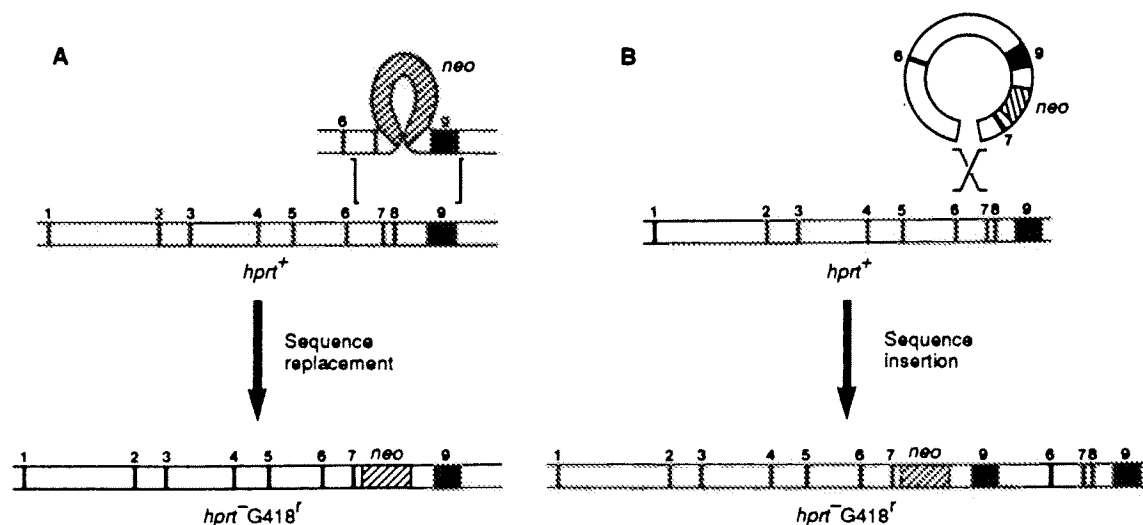 A
neo
6
1 3 4 5 6 7 8 9
hprt+
Sequence
replacement
1 2 3 4 5 6 7 neo 9
hprt⁻G418ʳ
B
6 9
neo
7
1 2 3 4 5 6 7 8 9
hprt+
Sequence
insertion
1 2 3 4 5 6 7 neo 9 6 7 8 9
hprt⁻G418ʳ